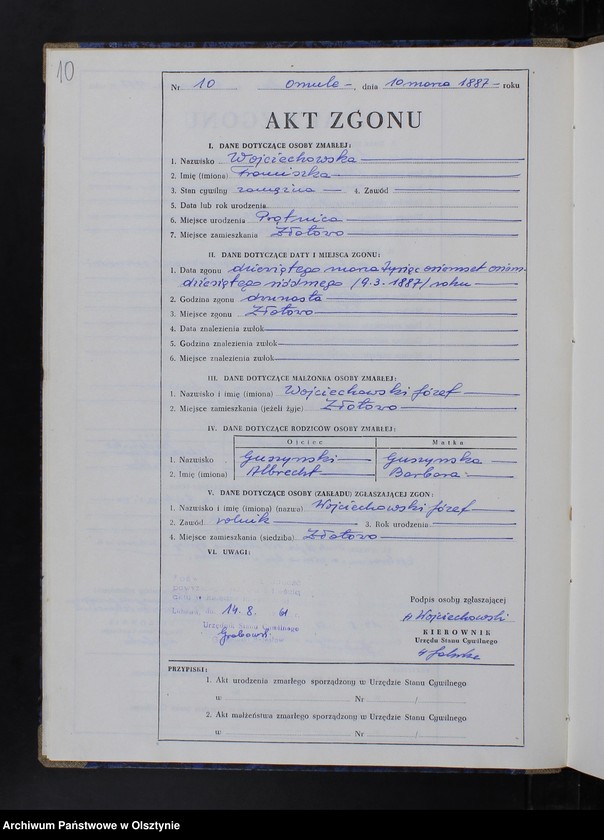 10
Nr 10 Omule –, dnia 10 marca 1887 – roku
AKT ZGONU
I. DANE DOTYCZĄCE OSOBY ZMARŁEJ:
1. Nazwisko Wojciechowska
2. Imię (imiona) Franciszka
3. Stan cywilny zamężna — 4. Zawód
5. Data lub rok urodzenia
6. Miejsce urodzenia Prątnica
7. Miejsce zamieszkania Złotowo
II. DANE DOTYCZĄCE DATY I MIEJSCA ZGONU:
1. Data zgonu dziewiątego marca tysiąc osiemset osiem-
dziesiątego siódmego /9.3.1887/ roku
2. Godzina zgonu dwunasta
3. Miejsce zgonu Złotowo
4. Data znalezienia zwłok
5. Godzina znalezienia zwłok
6. Miejsce znalezienia zwłok
III. DANE DOTYCZĄCE MAŁŻONKA OSOBY ZMARŁEJ:
1. Nazwisko i imię (imiona) Wojciechowski Józef
2. Miejsce zamieszkania (jeżeli żyje) Złotowo
IV. DANE DOTYCZĄCE RODZICÓW OSOBY ZMARŁEJ:
Ojciec Matka
1. Nazwisko Guszyński Guszyńska
2. Imię (imiona) Albrecht Barbara
V. DANE DOTYCZĄCE OSOBY (ZAKŁADU) ZGŁASZAJĄCEJ ZGON:
1. Nazwisko i imię (imiona) (nazwa) Wojciechowski Józef
2. Zawód rolnik 3. Rok urodzenia
4. Miejsce zamieszkania (siedziba) Złotowo
VI. UWAGI:
14. 8. 61
Urzędnik Stanu Cywilnego
Grabowski
Podpis osoby zgłaszającej
Wojciechowski
KIEROWNIK
Urzędu Stanu Cywilnego
PRZYPISKI:
1. Akt urodzenia zmarłego sporządzony w Urzędzie Stanu Cywilnego
w Nr /
2. Akt małżeństwa zmarłego sporządzony w Urzędzie Stanu Cywilnego
w Nr /
Archiwum Państwowe w Olsztynie